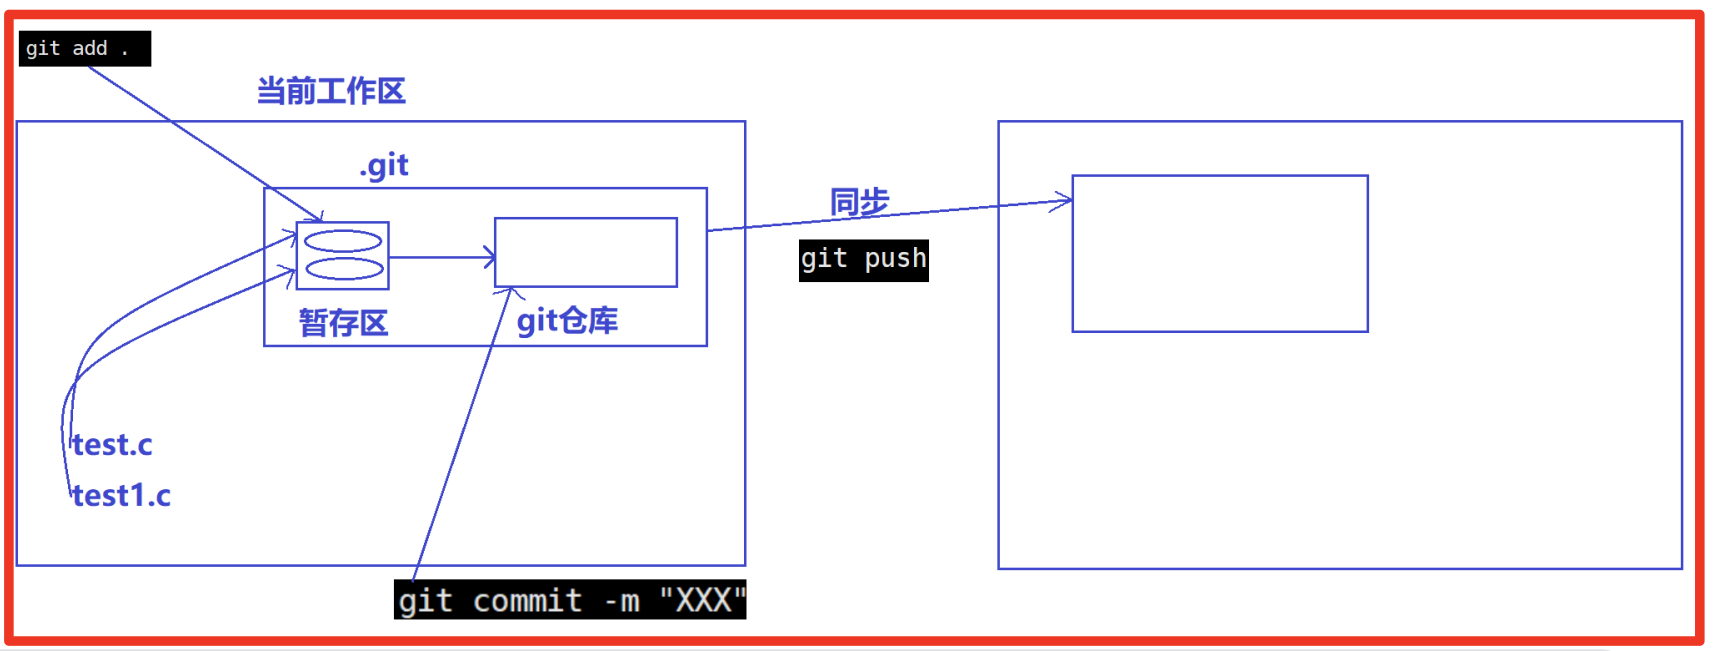 git add .
当前工作区
.git
同步
git push
暂存区
git仓库
test.c
test1.c
git commit -m "XXX"